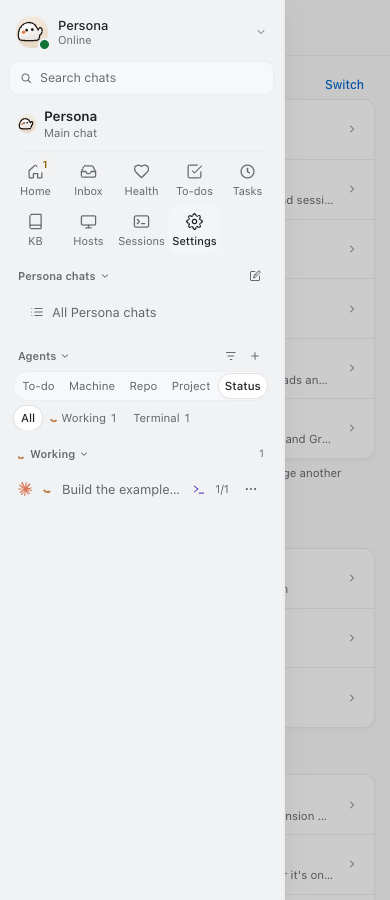 Persona
Online
Search chats
Switch
Persona
Main chat
1
Home
Inbox
Health
To-dos
Tasks
d sessi...
KB
Hosts
Sessions
Settings
Persona chats
All Persona chats
Agents
To-do
Machine
Repo
Project
Status
ads an...
All
Working 1
Terminal 1
and Gr...
Working
1
ge another
Build the example...
1/1
nsion ...
r it's on...